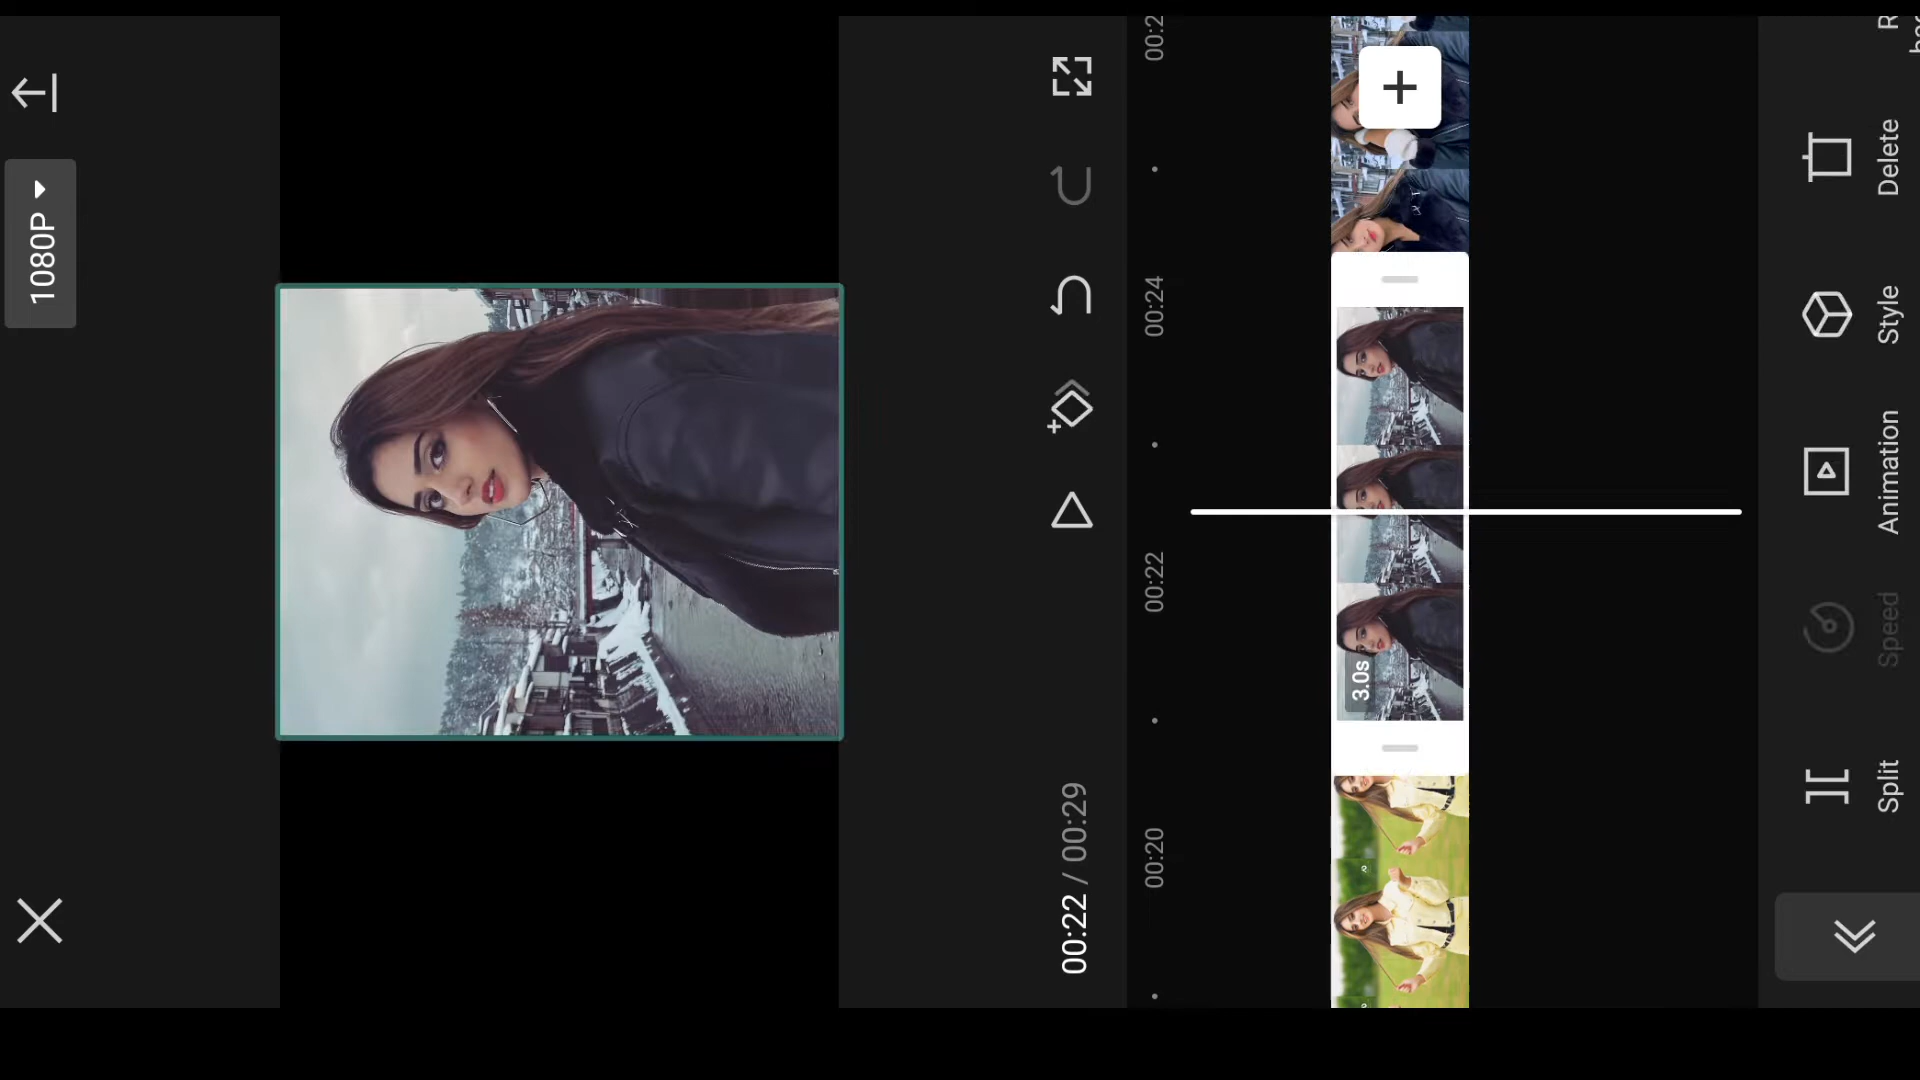 1080P
00:22 / 00:29
00:20
00:22
00:24
00:2
3.0s
Split
Speed
Animation
Style
Delete